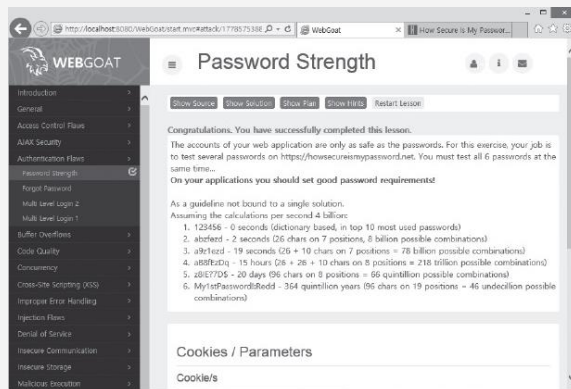 http://localhost:8080/WebGoat/start.mvc#attack/1778575388
WebGoat
How Secure is My Passwor...
WEBGOAT
Password Strength
Introduction
General
Access Control Flaws
AJAX Security
Authentication Flaws
Password Strength
Forgot Password
Multi Level Login 2
Multi Level Login 1
Buffer Overflows
Code Quality
Concurrency
Cross-Site Scripting (XSS)
Improper Error Handling
Injection Flaws
Denial of Service
Insecure Communication
Insecure Storage
Malicious Execution
Show Source Show Solution Show Plan Show Hints Restart Lesson
Congratulations. You have successfully completed this lesson.
The accounts of your web application are only as safe as the passwords. For this exercise, your job is
to test several passwords on https://howsecureismypassword.net. You must test all 6 passwords at the
same time...
On your applications you should set good password requirements!
As a guideline not bound to a single solution.
Assuming the calculations per second 4 billion:
1. 123456 - 0 seconds (dictionary based, in top 10 most used passwords)
2. abzfezd - 2 seconds (26 chars on 7 positions, 8 billion possible combinations)
3. a9z1ezd - 19 seconds (26 + 10 chars on 7 positions = 78 billion possible combinations)
4. aB8fEzDq - 15 hours (26 + 26 + 10 chars on 8 positions = 218 trillion possible combinations)
5. z8!E?7D$ - 20 days (96 chars on 8 positions = 66 quintillion possible combinations)
6. My1stPassword!:Redd - 364 quintillion years (96 chars on 19 positions = 46 undecillion possible
combinations)
Cookies / Parameters
Cookie/s